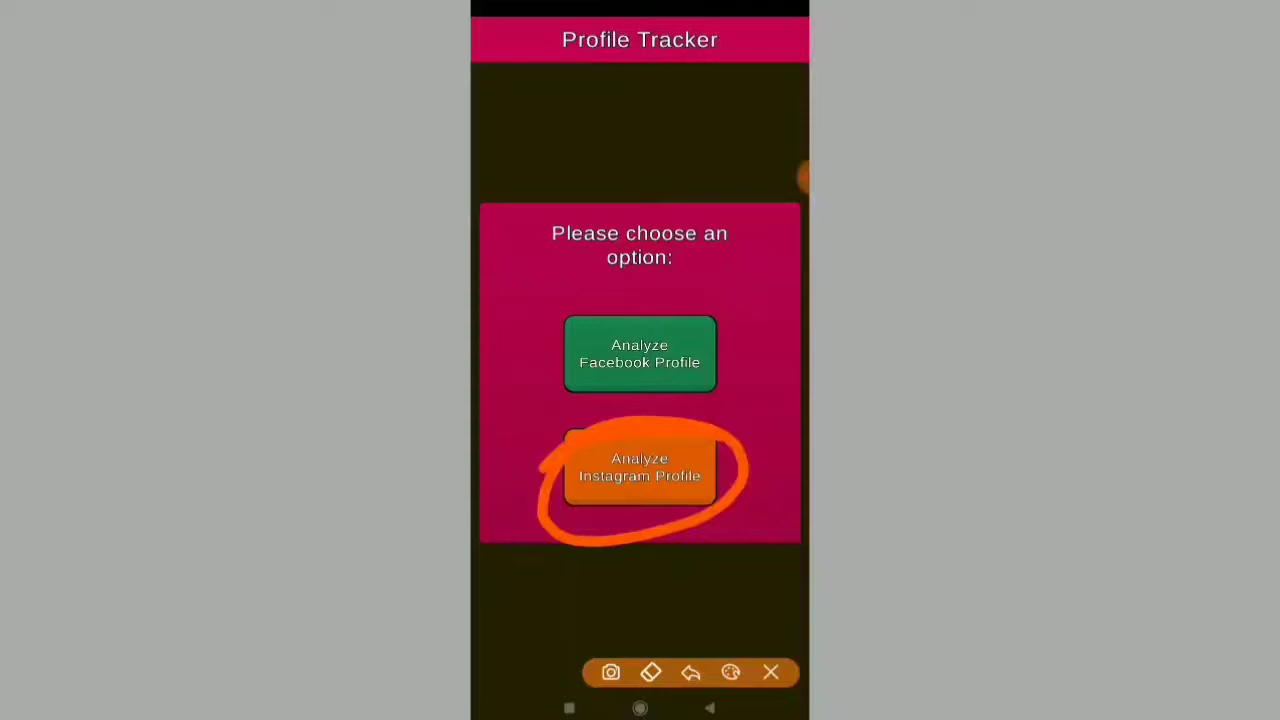 Profile Tracker
Please choose an
option:
Analyze
Facebook Profile
Analyze
Instagram Profile